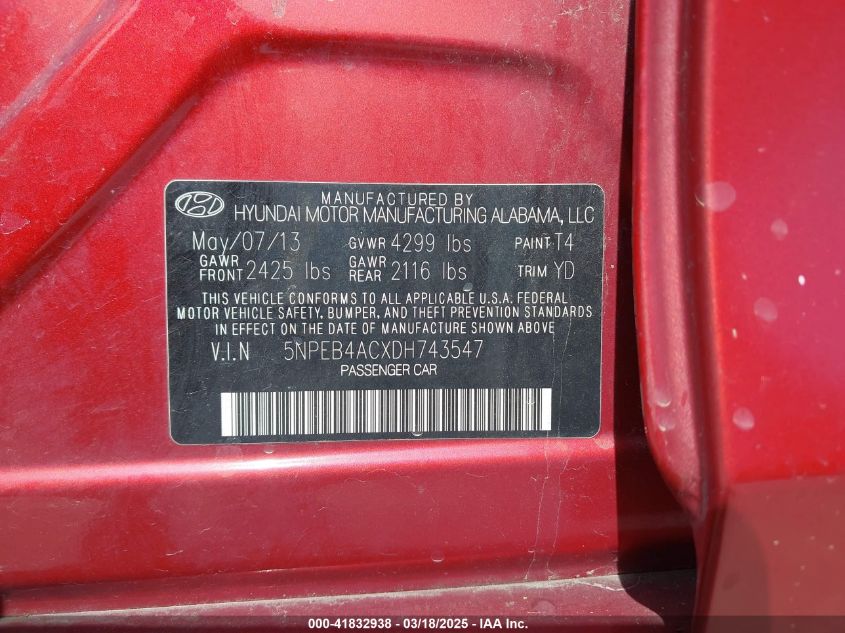 MANUFACTURED BY
HYUNDAI MOTOR MANUFACTURING ALABAMA, LLC
May/07/13 GVWR 4299 lbs PAINT T4
GAWR FRONT 2425 lbs GAWR REAR 2116 lbs TRIM YD
THIS VEHICLE CONFORMS TO ALL APPLICABLE U.S.A. FEDERAL
MOTOR VEHICLE SAFETY, BUMPER, AND THEFT PREVENTION STANDARDS
IN EFFECT ON THE DATE OF MANUFACTURE SHOWN ABOVE
V.I.N 5NPEB4ACXDH743547
PASSENGER CAR
000-41832938 - 03/18/2025 - IAA Inc.